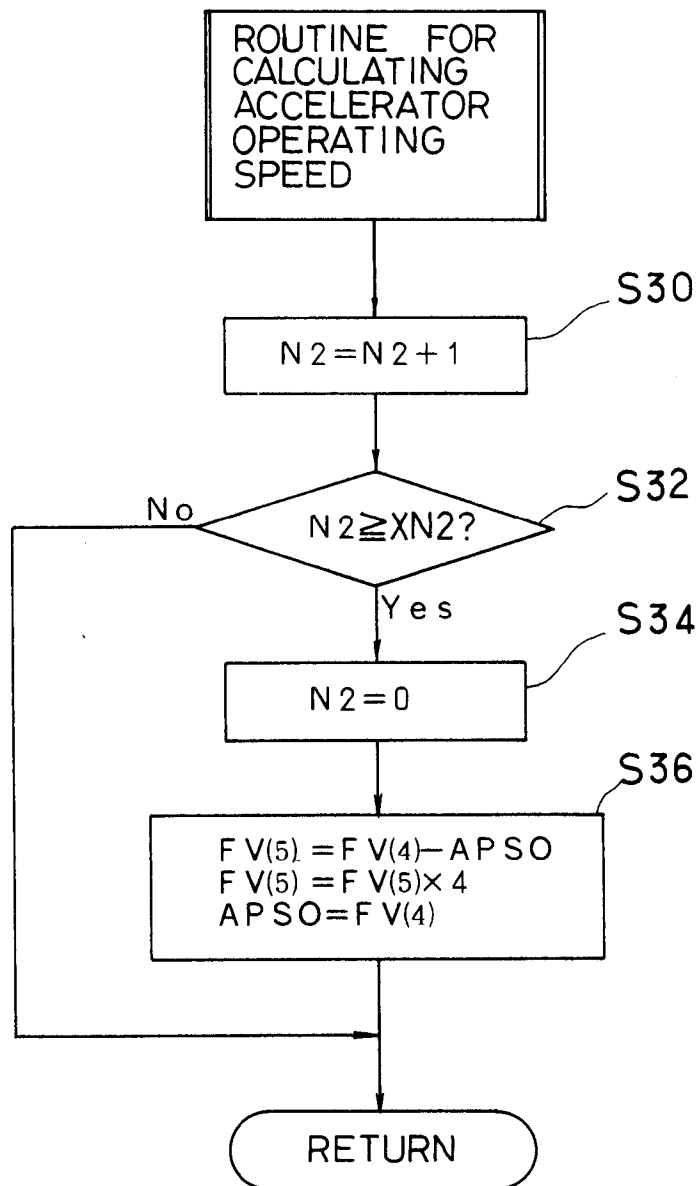 ROUTINE FOR
CALCULATING
ACCELERATOR
OPERATING
SPEED
S30
N2=N2+1
S32
No
N2≧XN2?
Yes
S34
N2=0
S36
FV(5)=FV(4)-APSO
FV(5)=FV(5)×4
APSO=FV(4)
RETURN